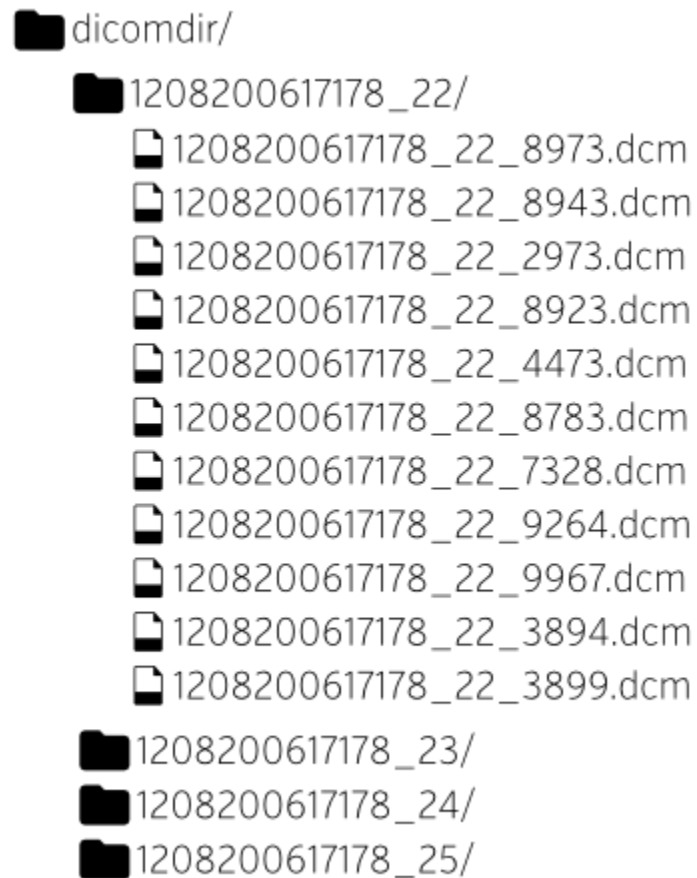 dicomdir/
1208200617178_22/
1208200617178_22_8973.dcm
1208200617178_22_8943.dcm
1208200617178_22_2973.dcm
1208200617178_22_8923.dcm
1208200617178_22_4473.dcm
1208200617178_22_8783.dcm
1208200617178_22_7328.dcm
1208200617178_22_9264.dcm
1208200617178_22_9967.dcm
1208200617178_22_3894.dcm
1208200617178_22_3899.dcm
1208200617178_23/
1208200617178_24/
1208200617178_25/